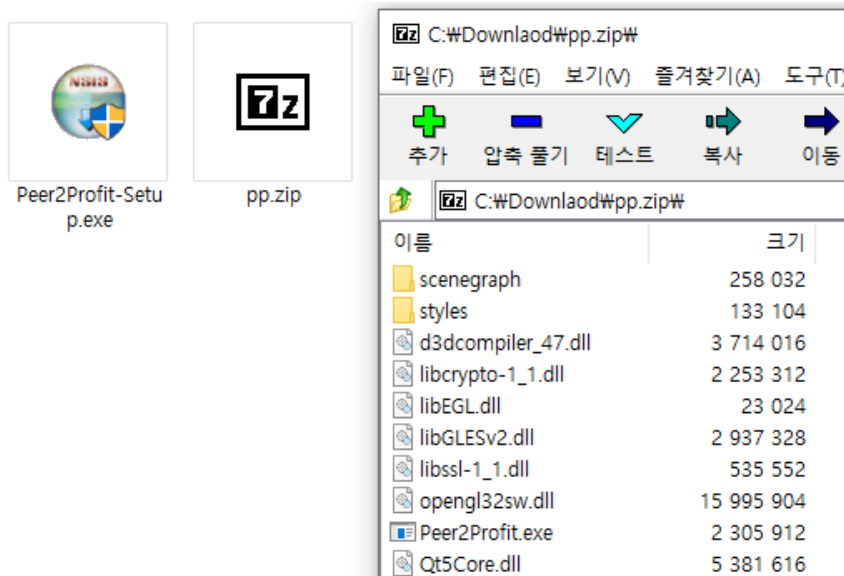 NSIS
Peer2Profit-Setu
p.exe
7z
pp.zip
7z C:₩Downlaod₩pp.zip₩
파일(F) 편집(E) 보기(V) 즐겨찾기(A) 도구(T)
추가 압축 풀기 테스트 복사 이동
7z C:₩Downlaod₩pp.zip₩
이름 크기
scenegraph 258 032
styles 133 104
d3dcompiler_47.dll 3 714 016
libcrypto-1_1.dll 2 253 312
libEGL.dll 23 024
libGLESv2.dll 2 937 328
libssl-1_1.dll 535 552
opengl32sw.dll 15 995 904
Peer2Profit.exe 2 305 912
Qt5Core.dll 5 381 616